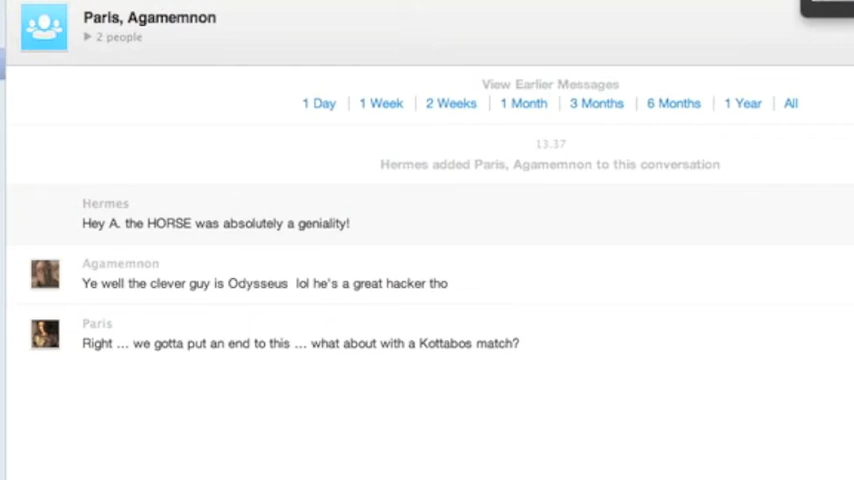 Paris, Agamemnon
2 people
View Earlier Messages
1 Day | 1 Week | 2 Weeks | 1 Month | 3 Months | 6 Months | 1 Year | All
13.37
Hermes added Paris, Agamemnon to this conversation
Hermes
Hey A. the HORSE was absolutely a geniality!
Agamemnon
Ye well the clever guy is Odysseus  lol he's a great hacker tho
Paris
Right ... we gotta put an end to this ... what about with a Kottabos match?